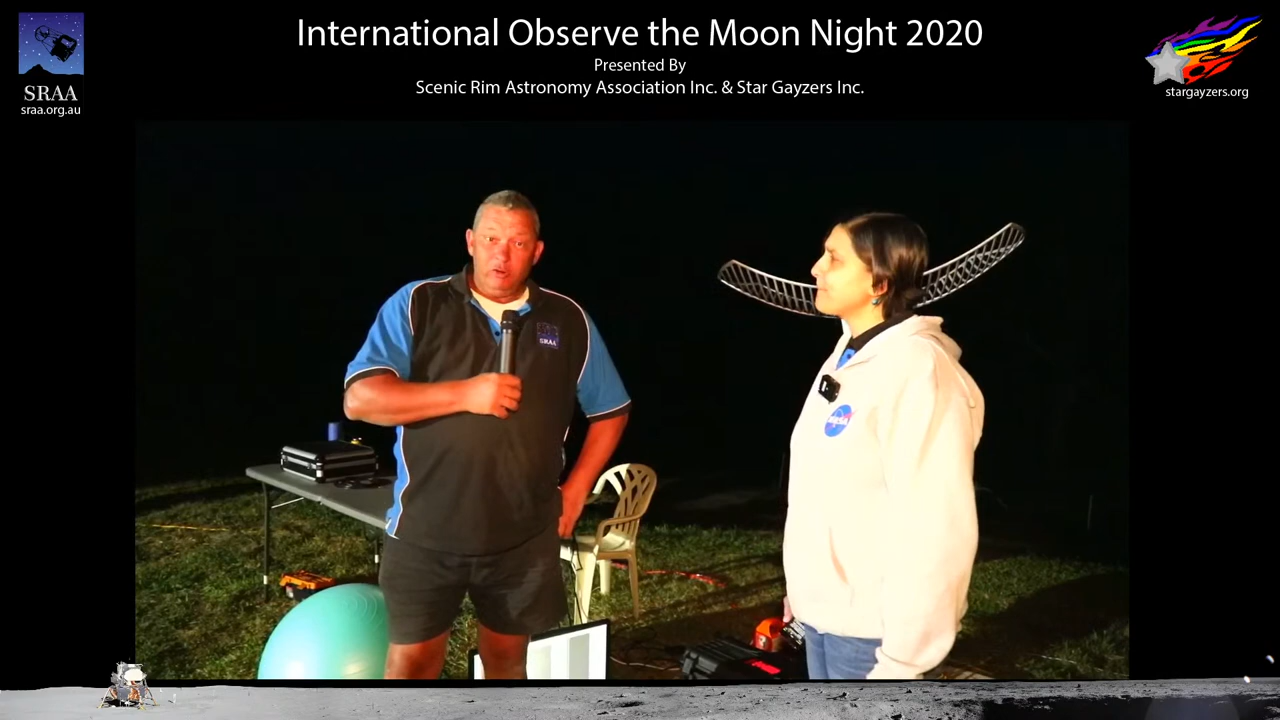 International Observe the Moon Night 2020
Presented By
Scenic Rim Astronomy Association Inc. & Star Gayzers Inc.
SRAA
sraa.org.au
stargayzers.org
SRAA
NASA